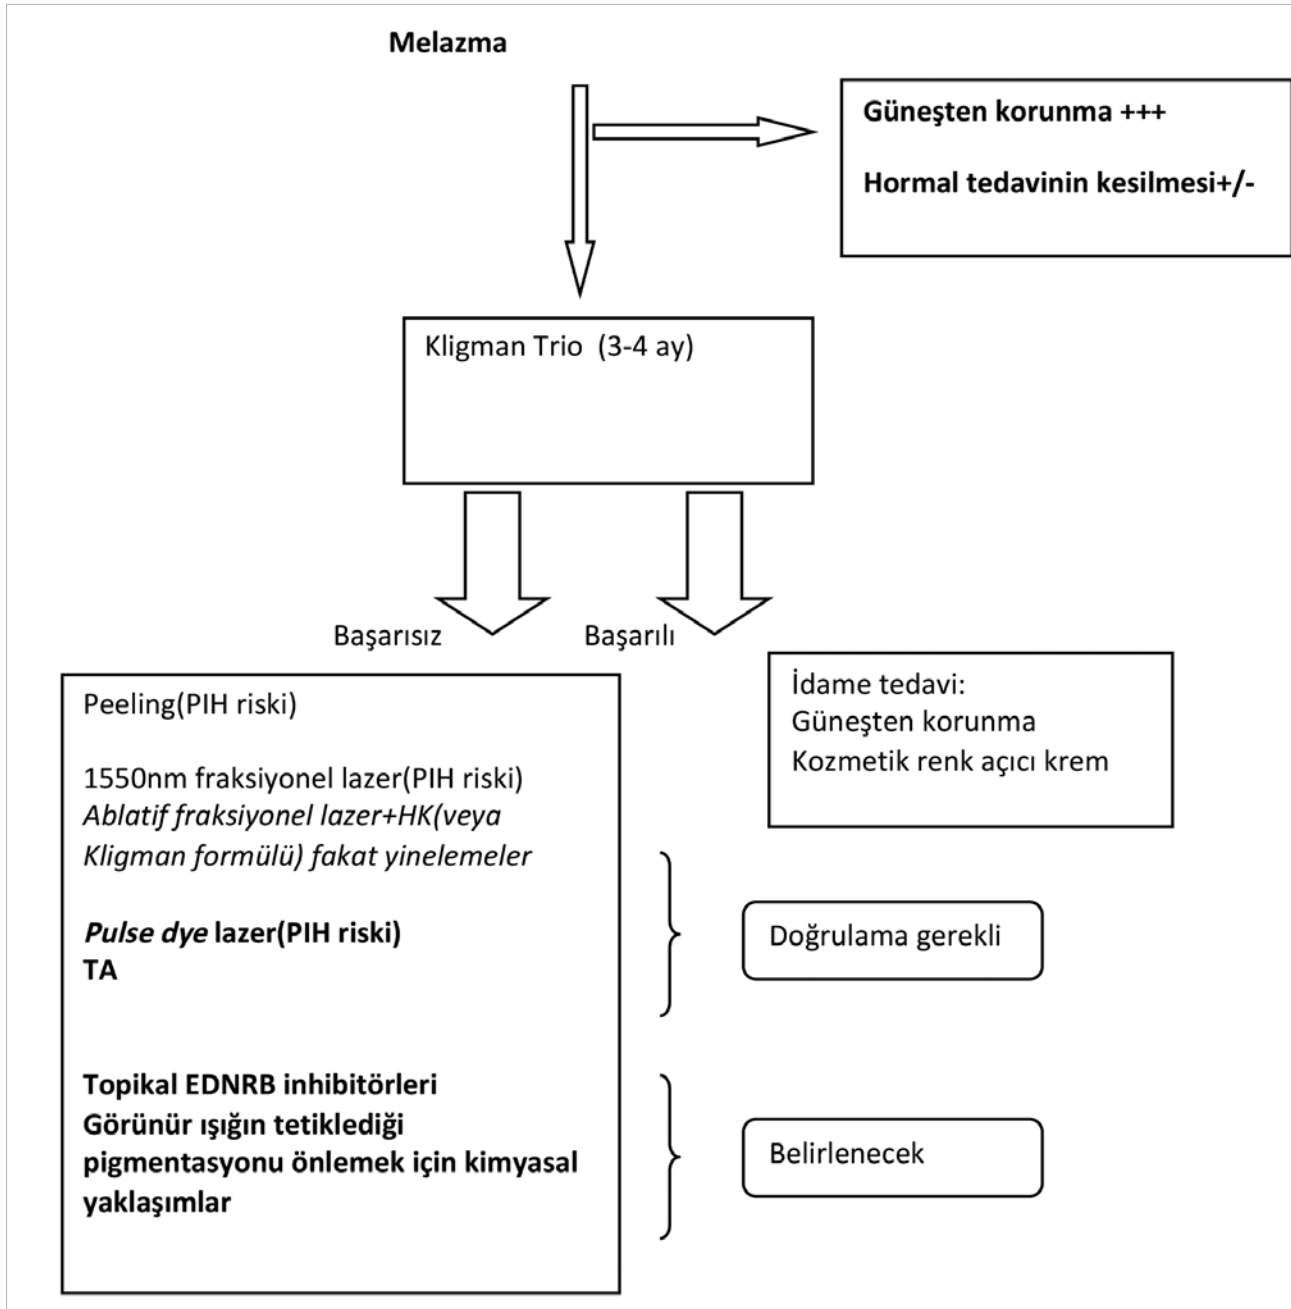 Melazma
Güneşten korunma +++
Hormal tedavinin kesilmesi+/-
Kligman Trio (3-4 ay)
Başarısız
Başarılı
Peeling(PIH riski)
1550nm fraksiyonel lazer(PIH riski)
Ablatif fraksiyonel lazer+HK(veya
Kligman formülü) fakat yinelemeler
Pulse dye lazer(PIH riski)
TA
Topikal EDNRB inhibitörleri
Görünür ışığın tetiklediği
pigmentasyonu önlemek için kimyasal
yaklaşımlar
İdame tedavi:
Güneşten korunma
Kozmetik renk açıcı krem
Doğrulama gerekli
Belirlenecek